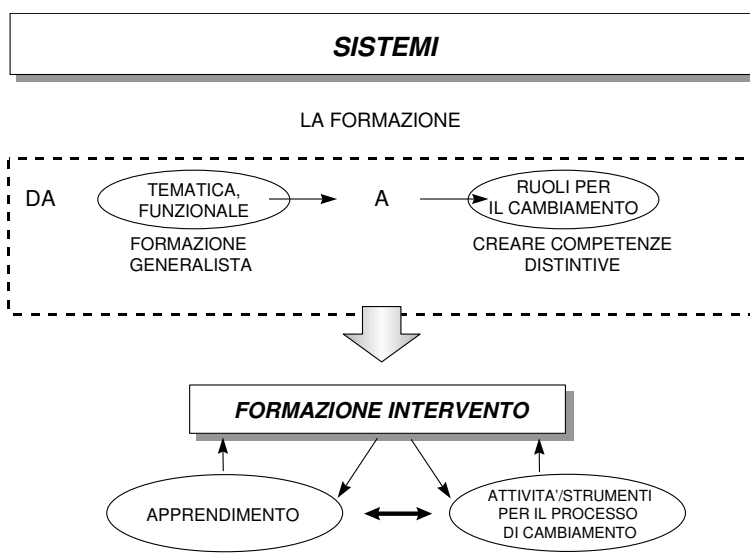 SISTEMI
LA FORMAZIONE
DA
TEMATICA,
FUNZIONALE
A
RUOLI PER
IL CAMBIAMENTO
FORMAZIONE
GENERALISTA
CREARE COMPETENZE
DISTINTIVE
FORMAZIONE INTERVENTO
APPRENDIMENTO
ATTIVITA'/STRUMENTI
PER IL PROCESSO
DI CAMBIAMENTO